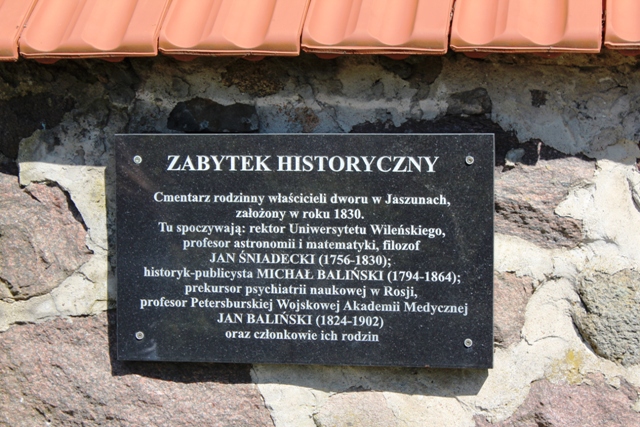 ZABYTEK HISTORYCZNY
Cmentarz rodzinny właścicieli dworu w Jaszunach,
założony w roku 1830.
Tu spoczywają: rektor Uniwersytetu Wileńskiego,
profesor astronomii i matematyki, filozof
JAN ŚNIADECKI (1756-1830);
historyk-publicysta MICHAŁ BALIŃSKI (1794-1864);
prekursor psychiatrii naukowej w Rosji,
profesor Petersburskiej Wojskowej Akademii Medycznej
JAN BALIŃSKI (1824-1902)
oraz członkowie ich rodzin